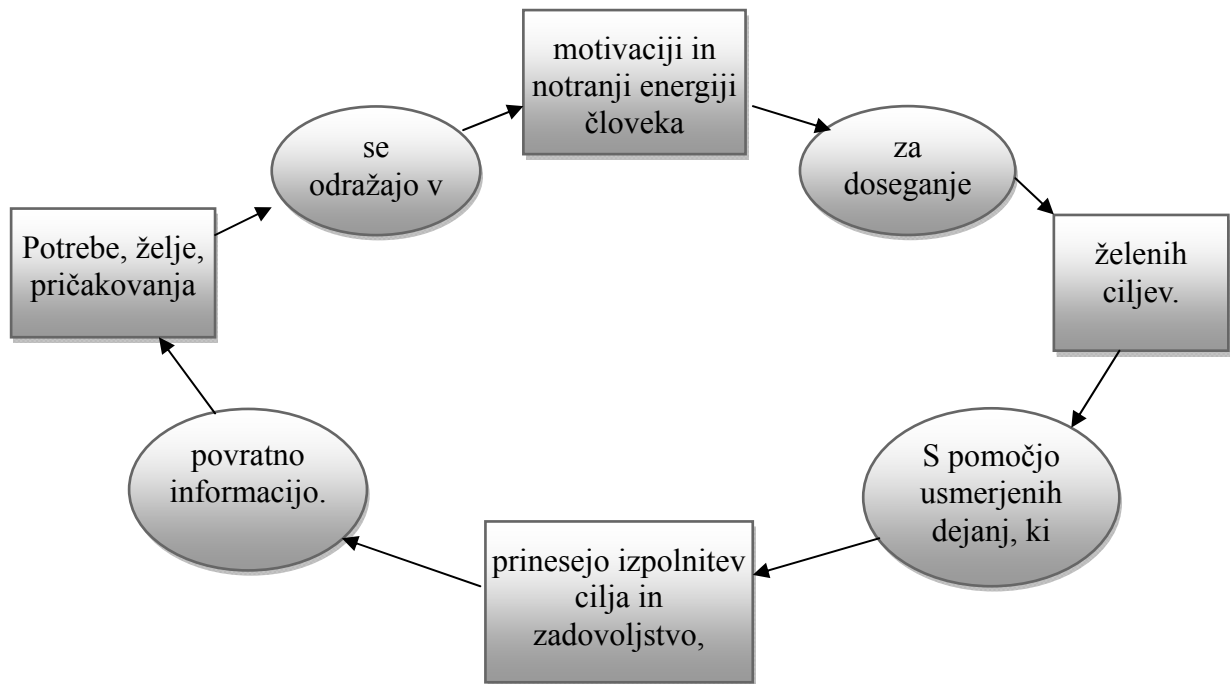 Potrebe, želje,
pričakovanja
se
odražajo v
motivaciji in
notranji energiji
človeka
za
doseganje
želenih
ciljev.
S pomočjo
usmerjenih
dejanj, ki
prinesejo izpolnitev
cilja in
zadovoljstvo,
povratno
informacijo.